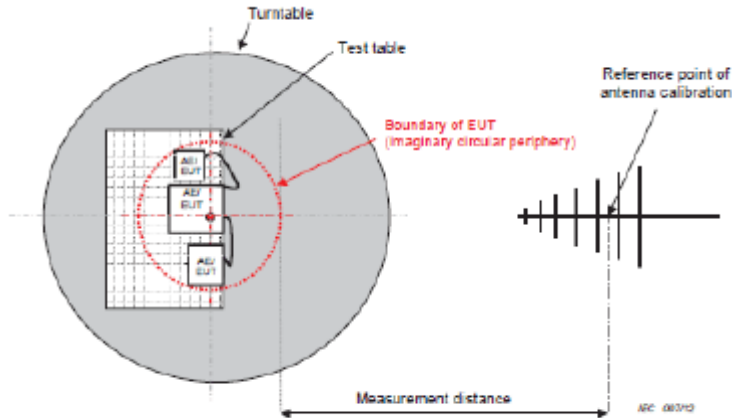 Turntable
Test table
Reference point of
antenna calibration
Boundary of EUT
(imaginary circular periphery)
AE/
EUT
AE/
EUT
AE/
EUT
Measurement distance
IEC